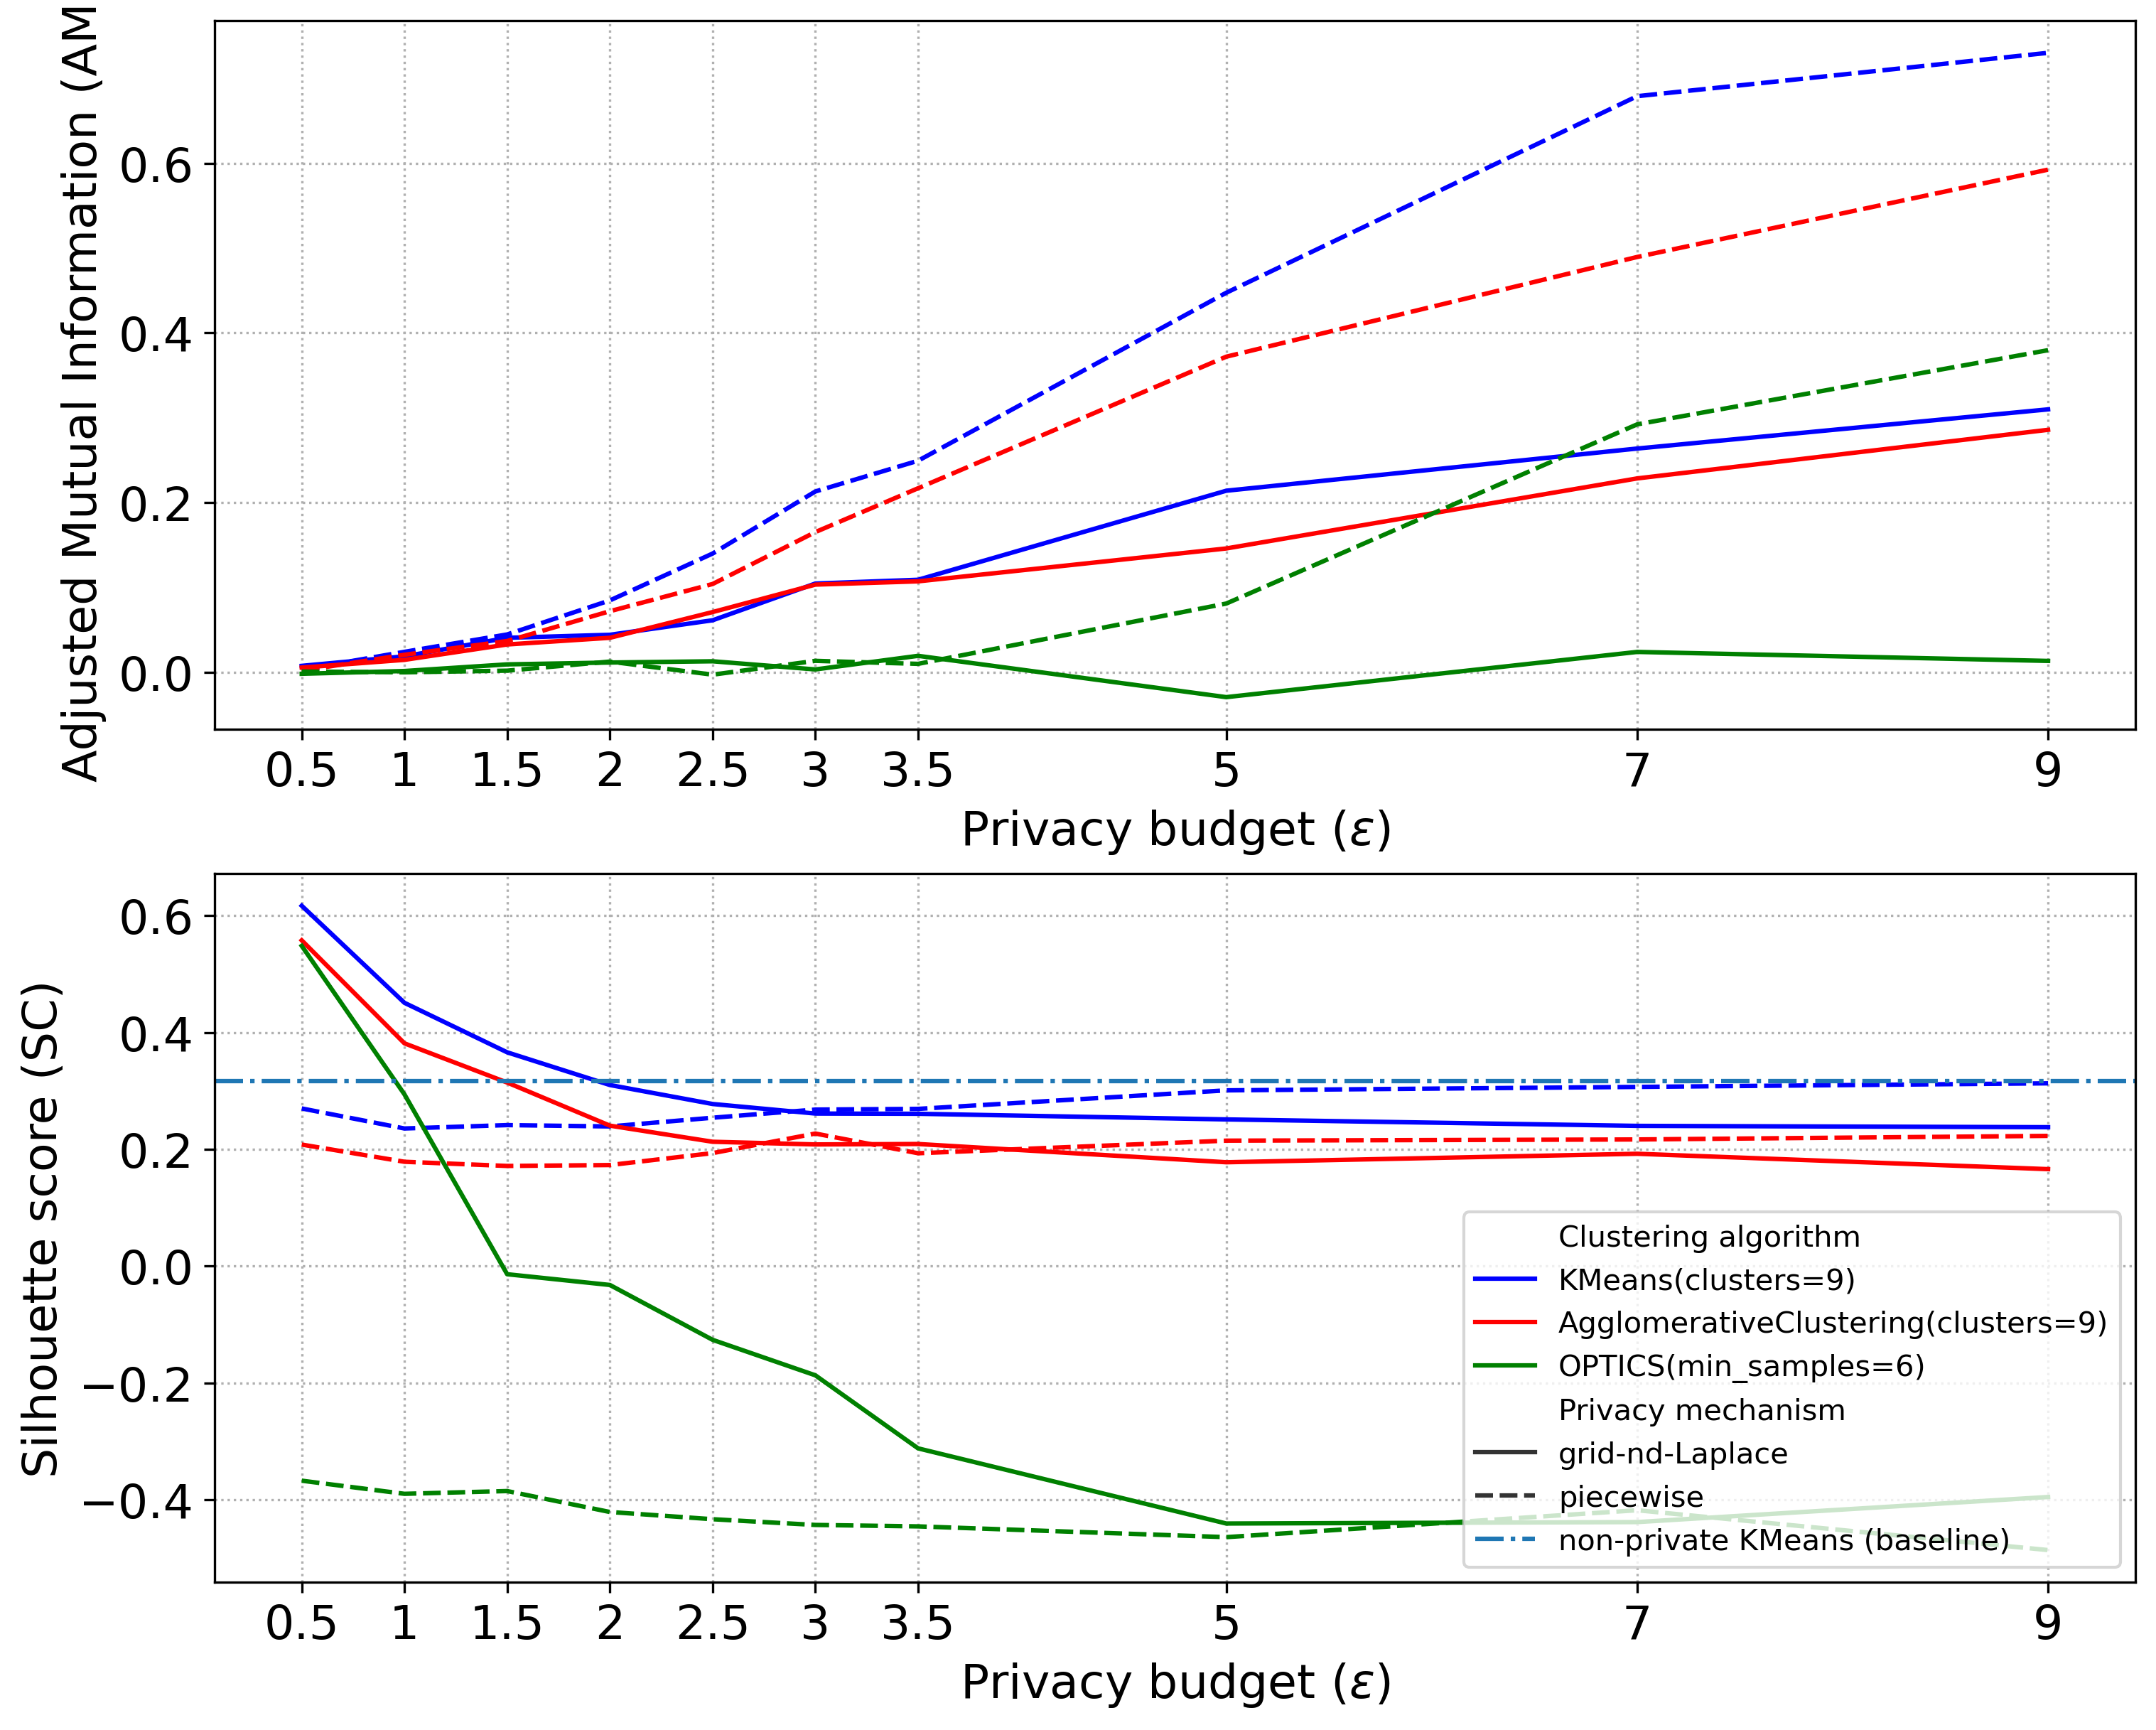 Adjusted Mutual Information (AM
0.6
0.4
0.2
0.0
0.5 1 1.5 2 2.5 3 3.5 5 7 9
Privacy budget (ε)
Silhouette score (SC)
0.6
0.4
0.2
0.0
−0.2
−0.4
Clustering algorithm
KMeans(clusters=9)
AgglomerativeClustering(clusters=9)
OPTICS(min_samples=6)
Privacy mechanism
grid-nd-Laplace
piecewise
non-private KMeans (baseline)
0.5 1 1.5 2 2.5 3 3.5 5 7 9
Privacy budget (ε)